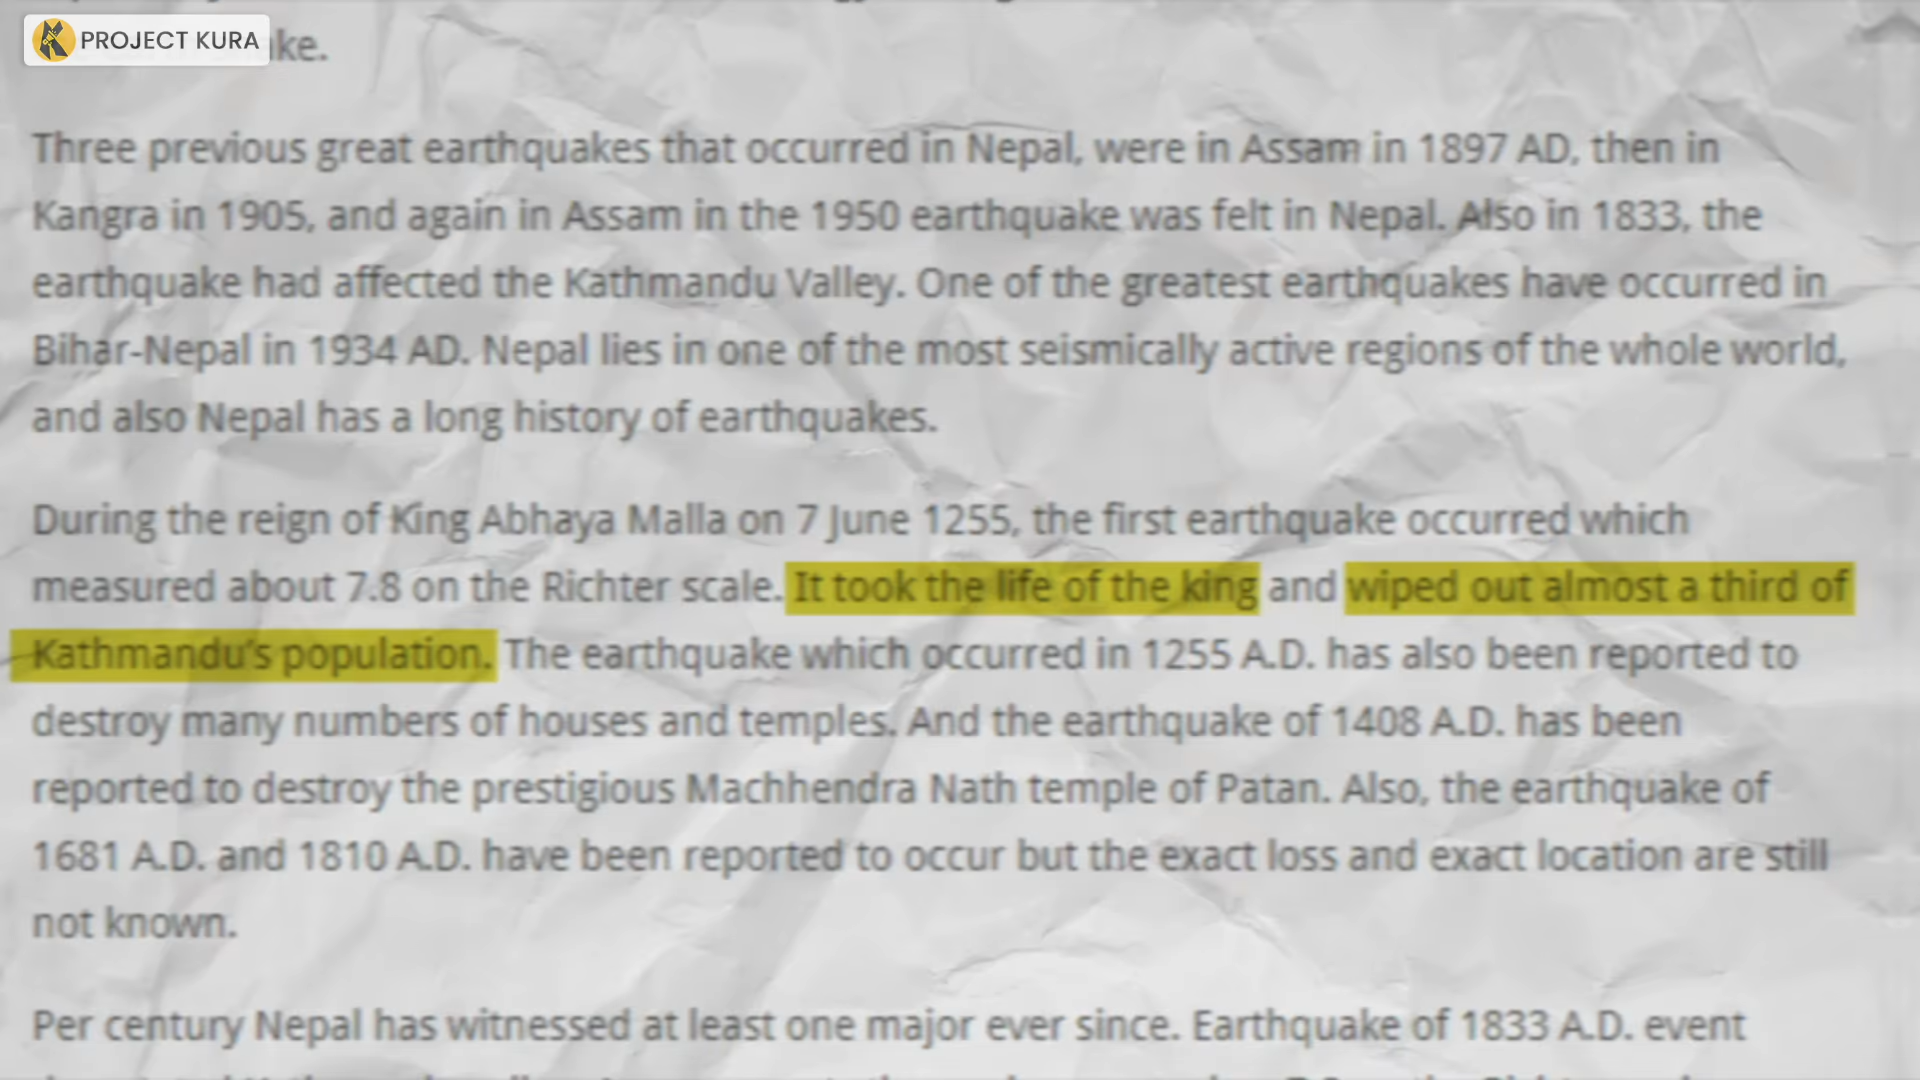 PROJECT KURA
ke.
Three previous great earthquakes that occurred in Nepal, were in Assam in 1897 AD, then in
Kangra in 1905, and again in Assam in the 1950 earthquake was felt in Nepal. Also in 1833, the
earthquake had affected the Kathmandu Valley. One of the greatest earthquakes have occurred in
Bihar-Nepal in 1934 AD. Nepal lies in one of the most seismically active regions of the whole world,
and also Nepal has a long history of earthquakes.
During the reign of King Abhaya Malla on 7 June 1255, the first earthquake occurred which
measured about 7.8 on the Richter scale. It took the life of the king and wiped out almost a third of
Kathmandu's population. The earthquake which occurred in 1255 A.D. has also been reported to
destroy many numbers of houses and temples. And the earthquake of 1408 A.D. has been
reported to destroy the prestigious Machhendra Nath temple of Patan. Also, the earthquake of
1681 A.D. and 1810 A.D. have been reported to occur but the exact loss and exact location are still
not known.
Per century Nepal has witnessed at least one major ever since. Earthquake of 1833 A.D. event